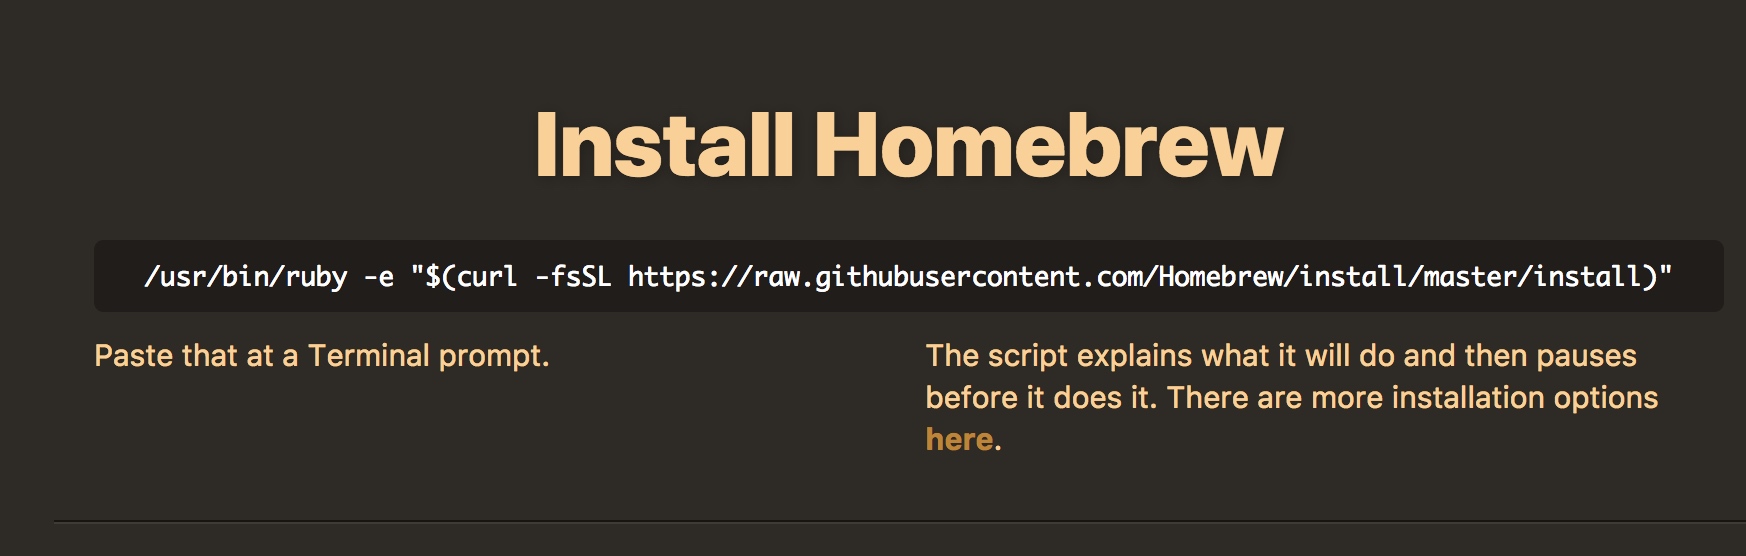 Install Homebrew
/usr/bin/ruby -e "$(curl -fsSL https://raw.githubusercontent.com/Homebrew/install/master/install)"
Paste that at a Terminal prompt.
The script explains what it will do and then pauses
before it does it. There are more installation options
here.